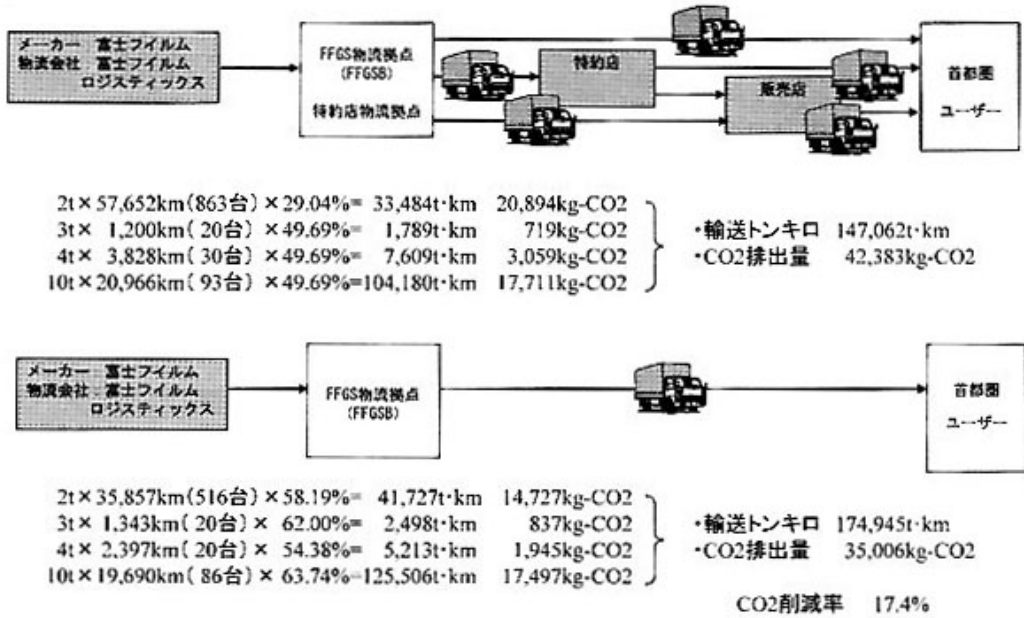 メーカー 富士フイルム
物流会社 富士フイルム
ロジスティックス
FFGS物流拠点
(FFGSB)
特約店物流拠点
特約店
販売店
首都圏
ユーザー
2t×57,652km(863台)×29.04%= 33,484t·km 20,894kg-CO2
3t× 1,200km( 20台)×49.69%= 1,789t·km 719kg-CO2
4t× 3,828km( 30台)×49.69%= 7,609t·km 3,059kg-CO2
10t×20,966km( 93台)×49.69%=104,180t·km 17,711kg-CO2
・輸送トンキロ 147,062t·km
・CO2排出量 42,383kg-CO2
メーカー 富士フイルム
物流会社 富士フイルム
ロジスティックス
FFGS物流拠点
(FFGSB)
首都圏
ユーザー
2t×35,857km(516台)×58.19%= 41,727t·km 14,727kg-CO2
3t× 1,343km( 20台)× 62.00%= 2,498t·km 837kg-CO2
4t× 2,397km( 20台)× 54.38%= 5,213t·km 1,945kg-CO2
10t×19,690km( 86台)× 63.74%=125,506t·km 17,497kg-CO2
・輸送トンキロ 174,945t·km
・CO2排出量 35,006kg-CO2
CO2削減率 17.4%